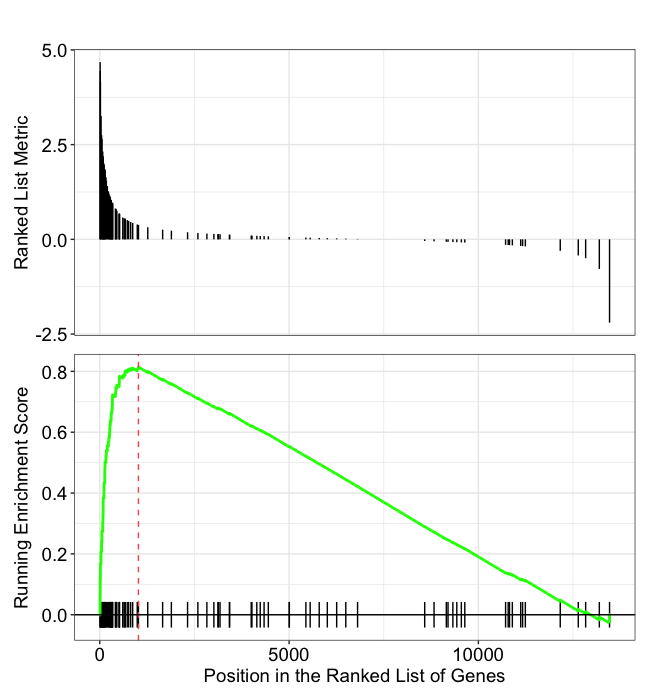 Ranked List Metric
5.0
2.5
0.0
-2.5
Running Enrichment Score
0.8
0.6
0.4
0.2
0.0
0 5000 10000
Position in the Ranked List of Genes